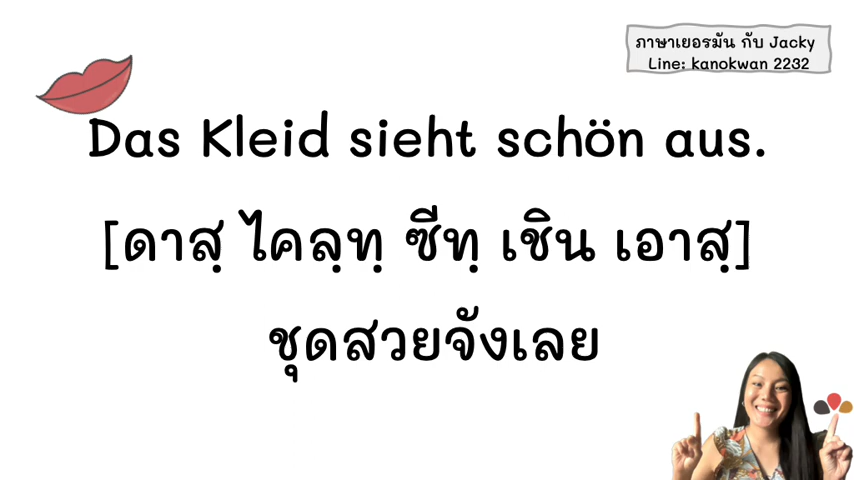 ภาษาเยอรมัน กับ Jacky
Line: kanokwan 2232
Das Kleid sieht schön aus.
[ดาสฺ ไคลฺทฺ ซีทฺ เชิน เอาสฺ]
ชุดสวยจังเลย